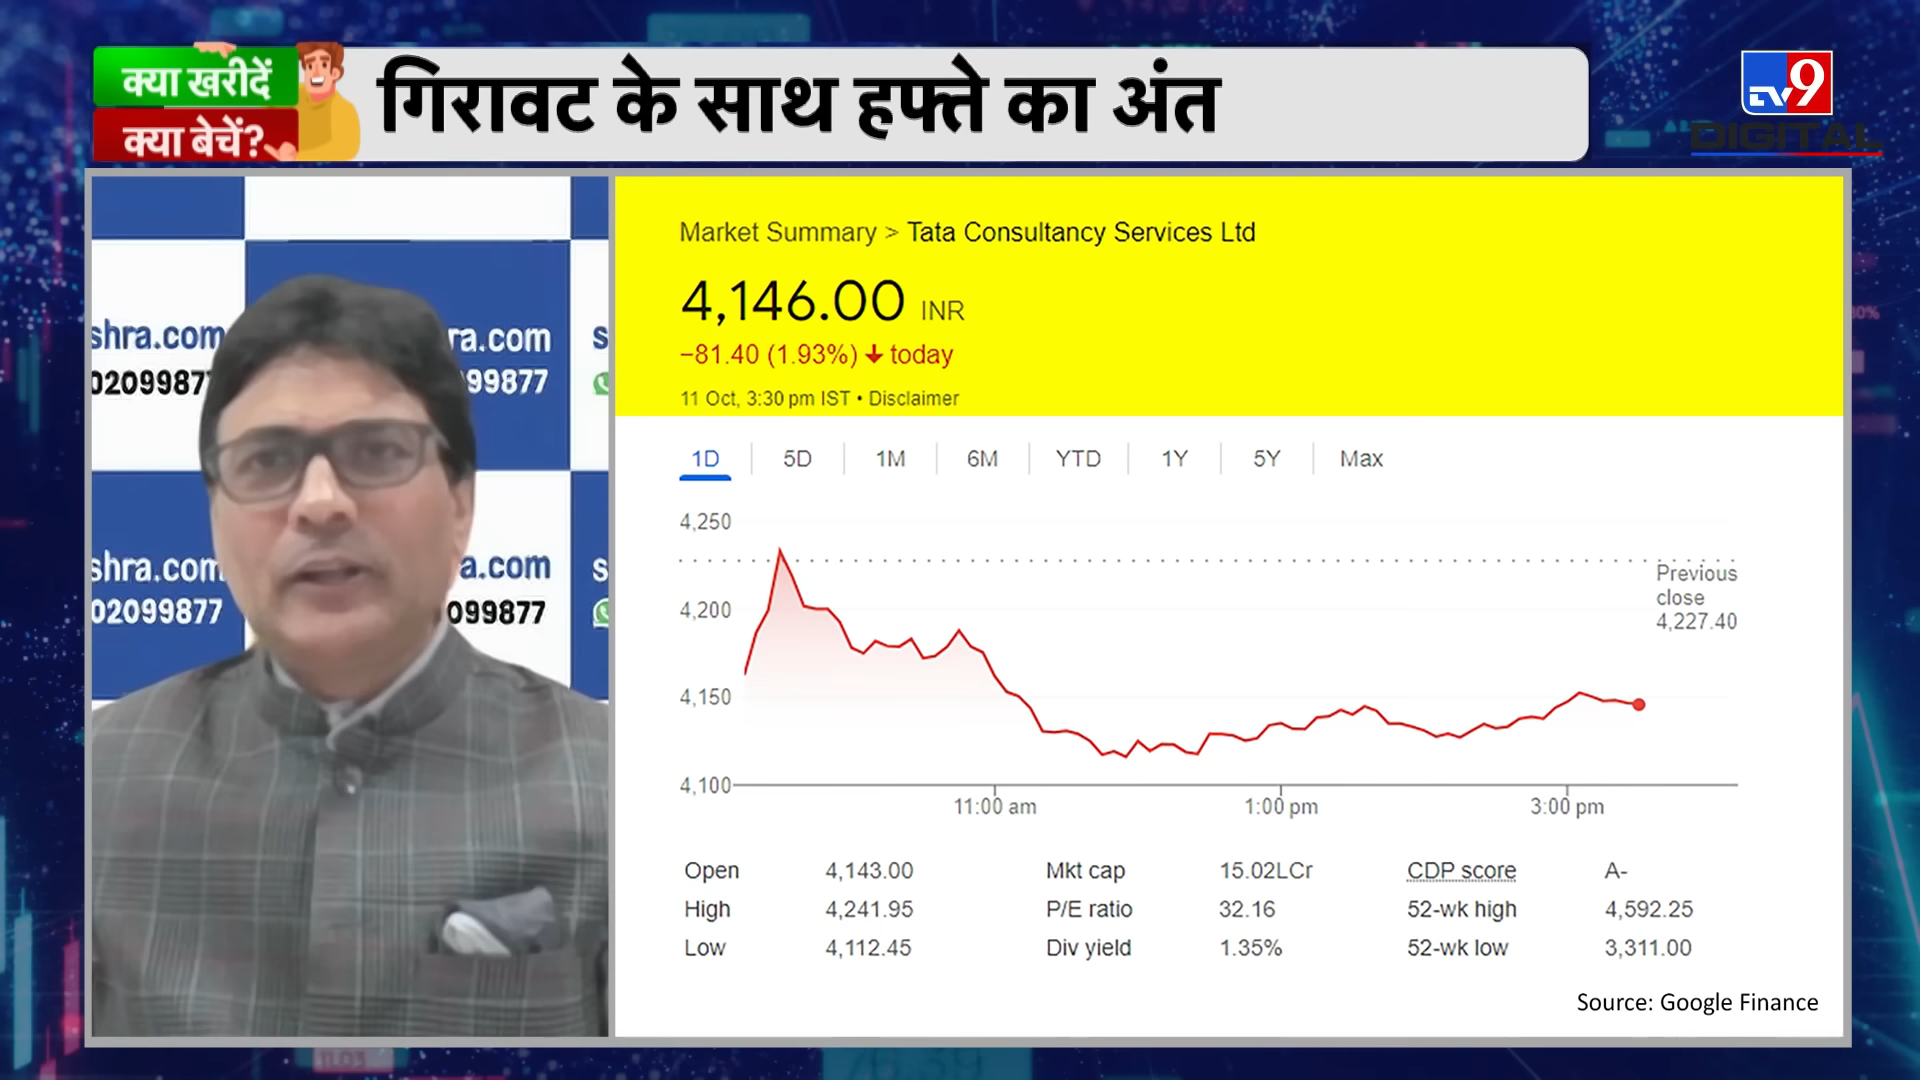 क्या खरीदें
क्या बेचें?
गिरावट के साथ हफ्ते का अंत
TV9
DIGITAL
shra.com
ra.com
s
02099877
99877
shra.com
a.com
s
02099877
099877
Market Summary > Tata Consultancy Services Ltd
4,146.00 INR
−81.40 (1.93%) ↓ today
11 Oct, 3:30 pm IST • Disclaimer
1D 5D 1M 6M YTD 1Y 5Y Max
4,250
4,200
4,150
4,100
Previous
close
4,227.40
11:00 am 1:00 pm 3:00 pm
Open 4,143.00 Mkt cap 15.02LCr CDP score A-
High 4,241.95 P/E ratio 32.16 52-wk high 4,592.25
Low 4,112.45 Div yield 1.35% 52-wk low 3,311.00
Source: Google Finance